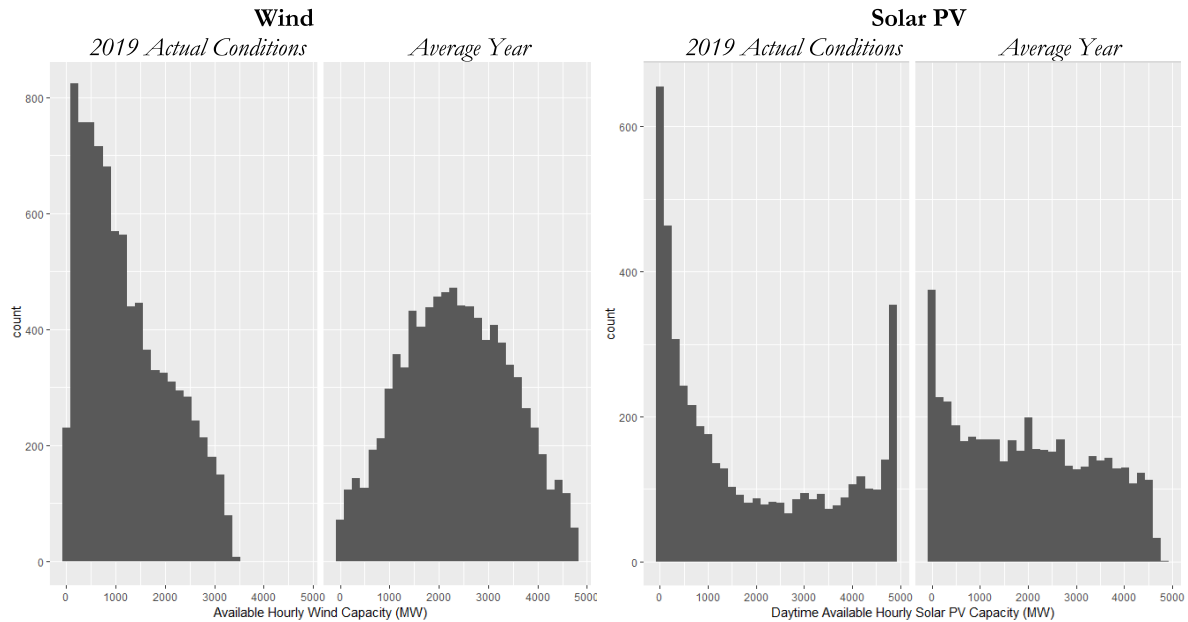 Wind
2019 Actual Conditions
Average Year
count
800
600
400
200
0
0 1000 2000 3000 4000 5000
0 1000 2000 3000 4000 5000
Available Hourly Wind Capacity (MW)
Solar PV
2019 Actual Conditions
Average Year
count
600
400
200
0
0 1000 2000 3000 4000 5000
0 1000 2000 3000 4000 5000
Daytime Available Hourly Solar PV Capacity (MW)